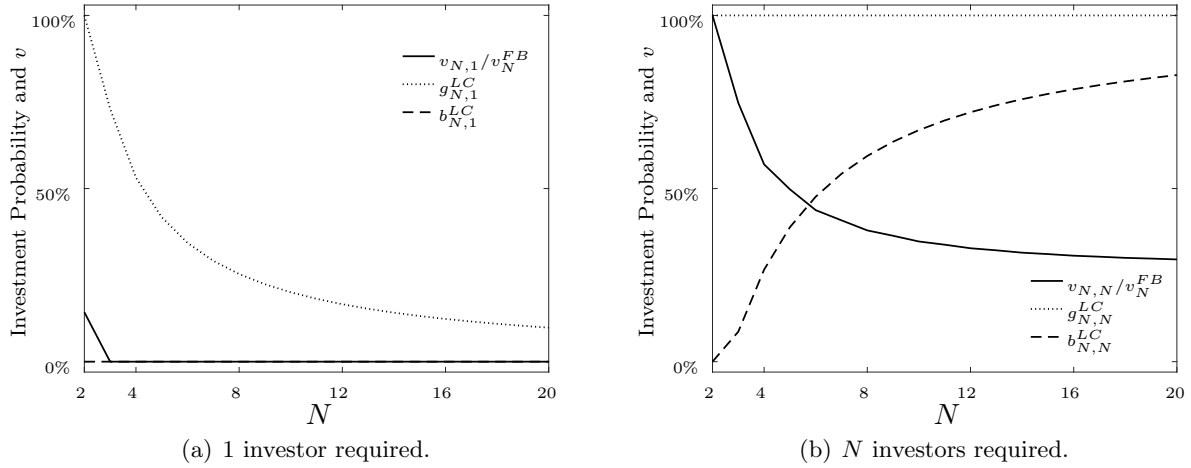 100%
50%
0%
Investment Probability and v
v_{N,1}/v_N^{FB}
g_{N,1}^{LC}
b_{N,1}^{LC}
2 4 8 12 16 20
N
(a) 1 investor required.
100%
50%
0%
Investment Probability and v
v_{N,N}/v_N^{FB}
g_{N,N}^{LC}
b_{N,N}^{LC}
2 4 8 12 16 20
N
(b) N investors required.